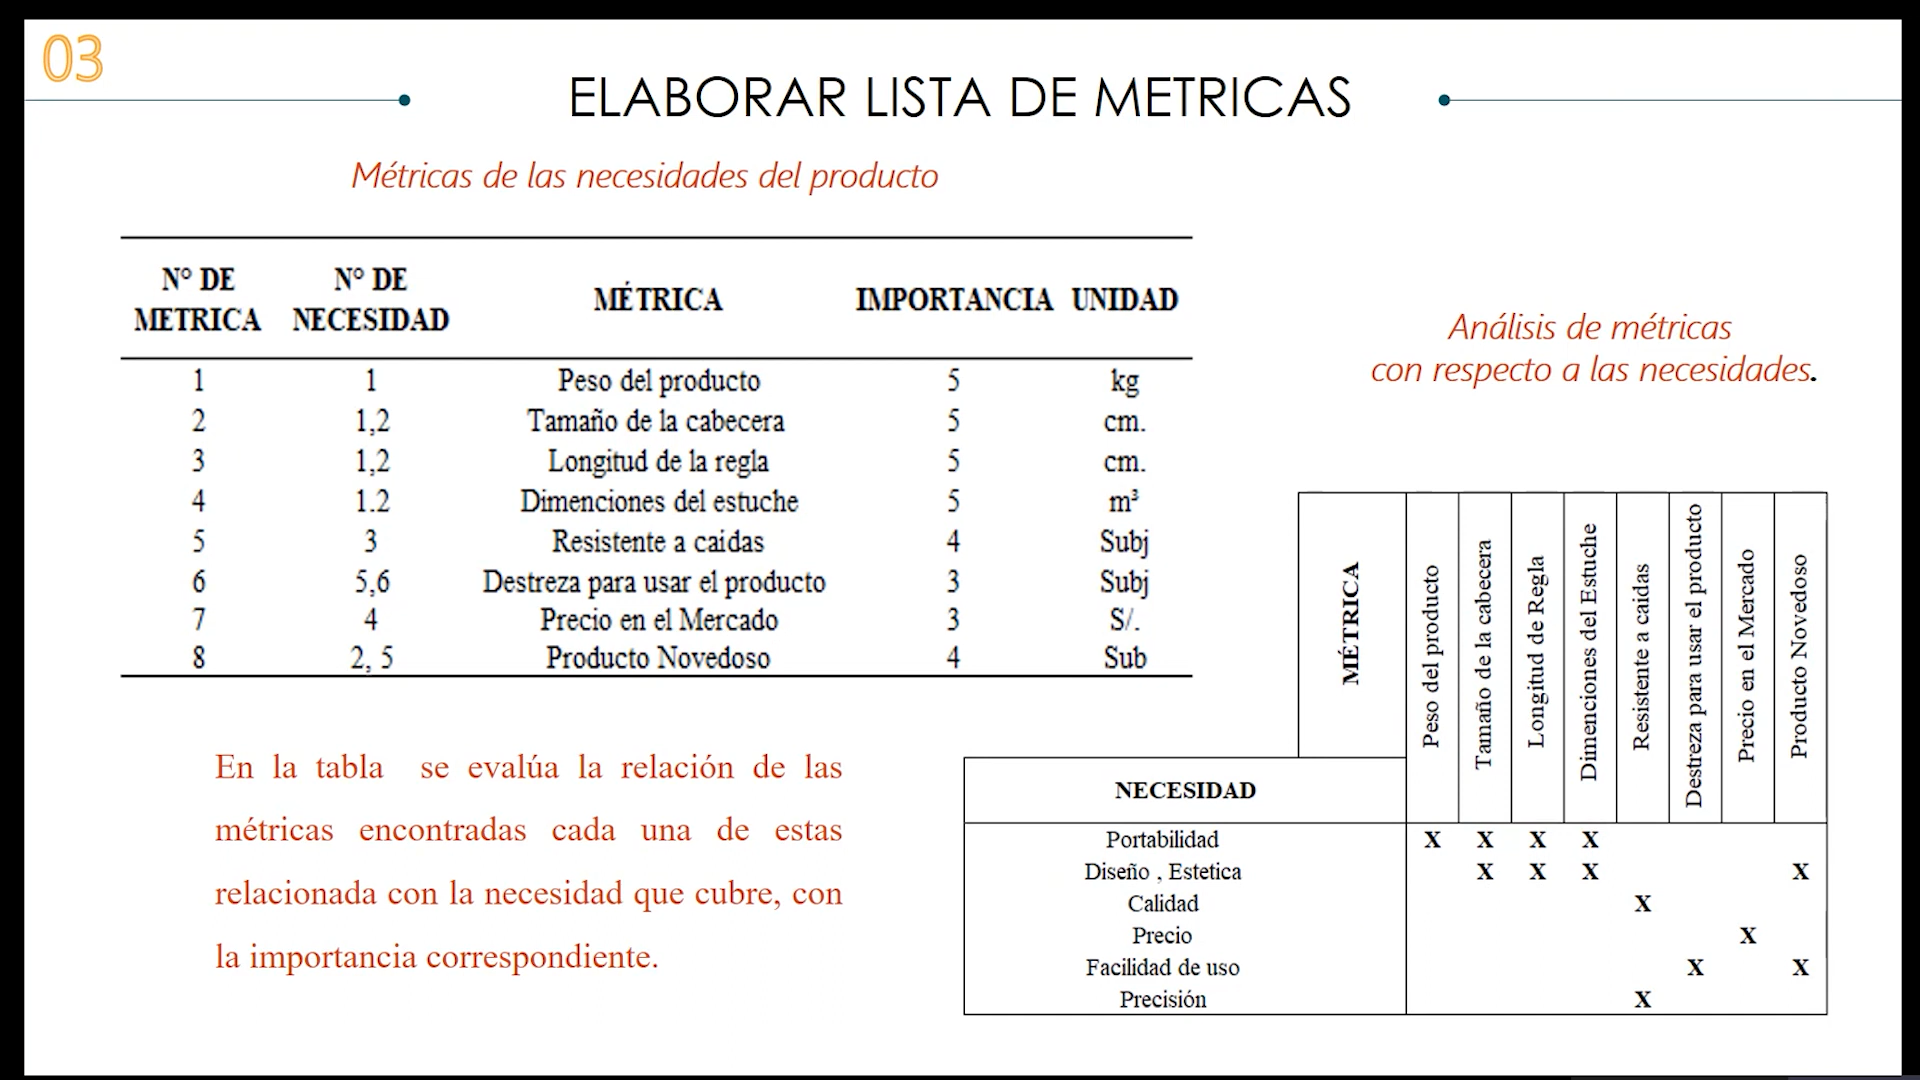 03
ELABORAR LISTA DE METRICAS
Métricas de las necesidades del producto
N° DE METRICA N° DE NECESIDAD MÉTRICA IMPORTANCIA UNIDAD
1 1 Peso del producto 5 kg
2 1,2 Tamaño de la cabecera 5 cm.
3 1,2 Longitud de la regla 5 cm.
4 1.2 Dimenciones del estuche 5 m³
5 3 Resistente a caidas 4 Subj
6 5,6 Destreza para usar el producto 3 Subj
7 4 Precio en el Mercado 3 S/.
8 2, 5 Producto Novedoso 4 Sub
En la tabla se evalúa la relación de las
métricas encontradas cada una de estas
relacionada con la necesidad que cubre, con
la importancia correspondiente.
Análisis de métricas
con respecto a las necesidades.
MÉTRICA
Peso del producto
Tamaño de la cabecera
Longitud de Regla
Dimenciones del Estuche
Resistente a caidas
Destreza para usar el producto
Precio en el Mercado
Producto Novedoso
NECESIDAD
Portabilidad X X X X
Diseño , Estetica X X X X
Calidad X
Precio X
Facilidad de uso X X
Precisión X